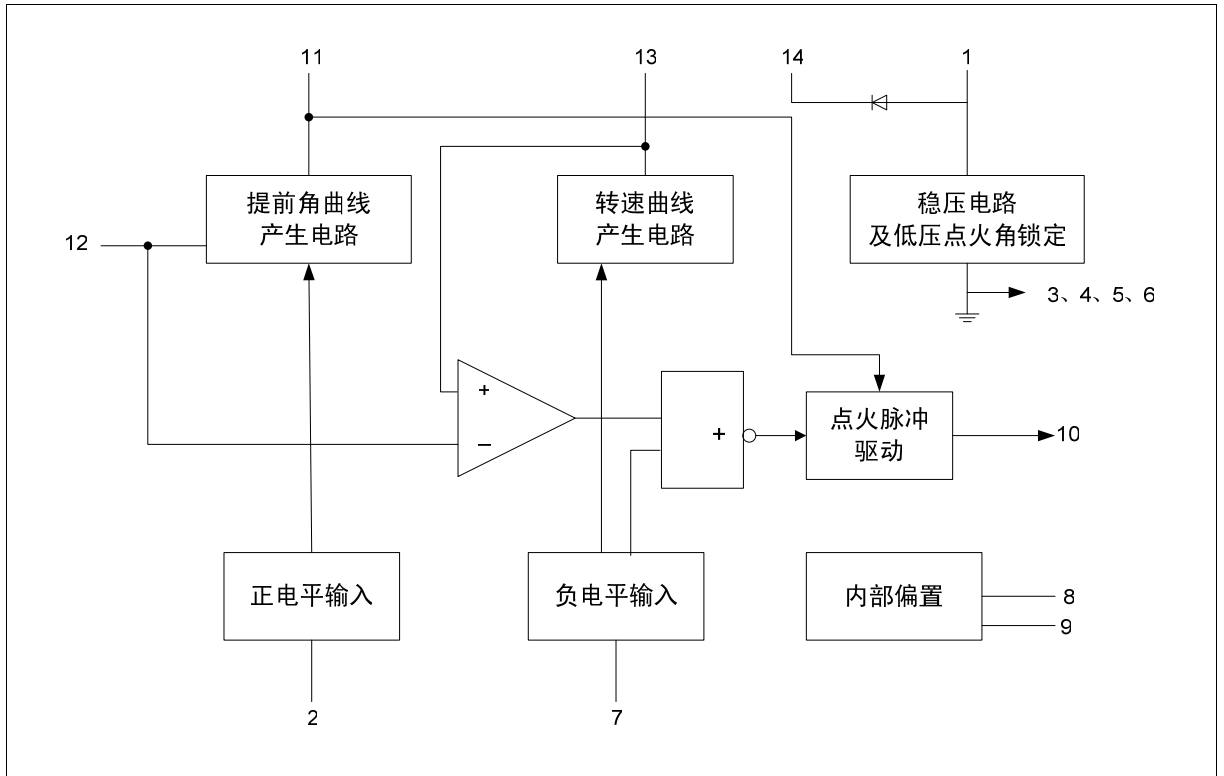 11
13
14
1
提前角曲线
产生电路
转速曲线
产生电路
稳压电路
及低压点火角锁定
12
3、4、5、6
+
−
+
点火脉冲
驱动
10
正电平输入
负电平输入
内部偏置
8
9
2
7